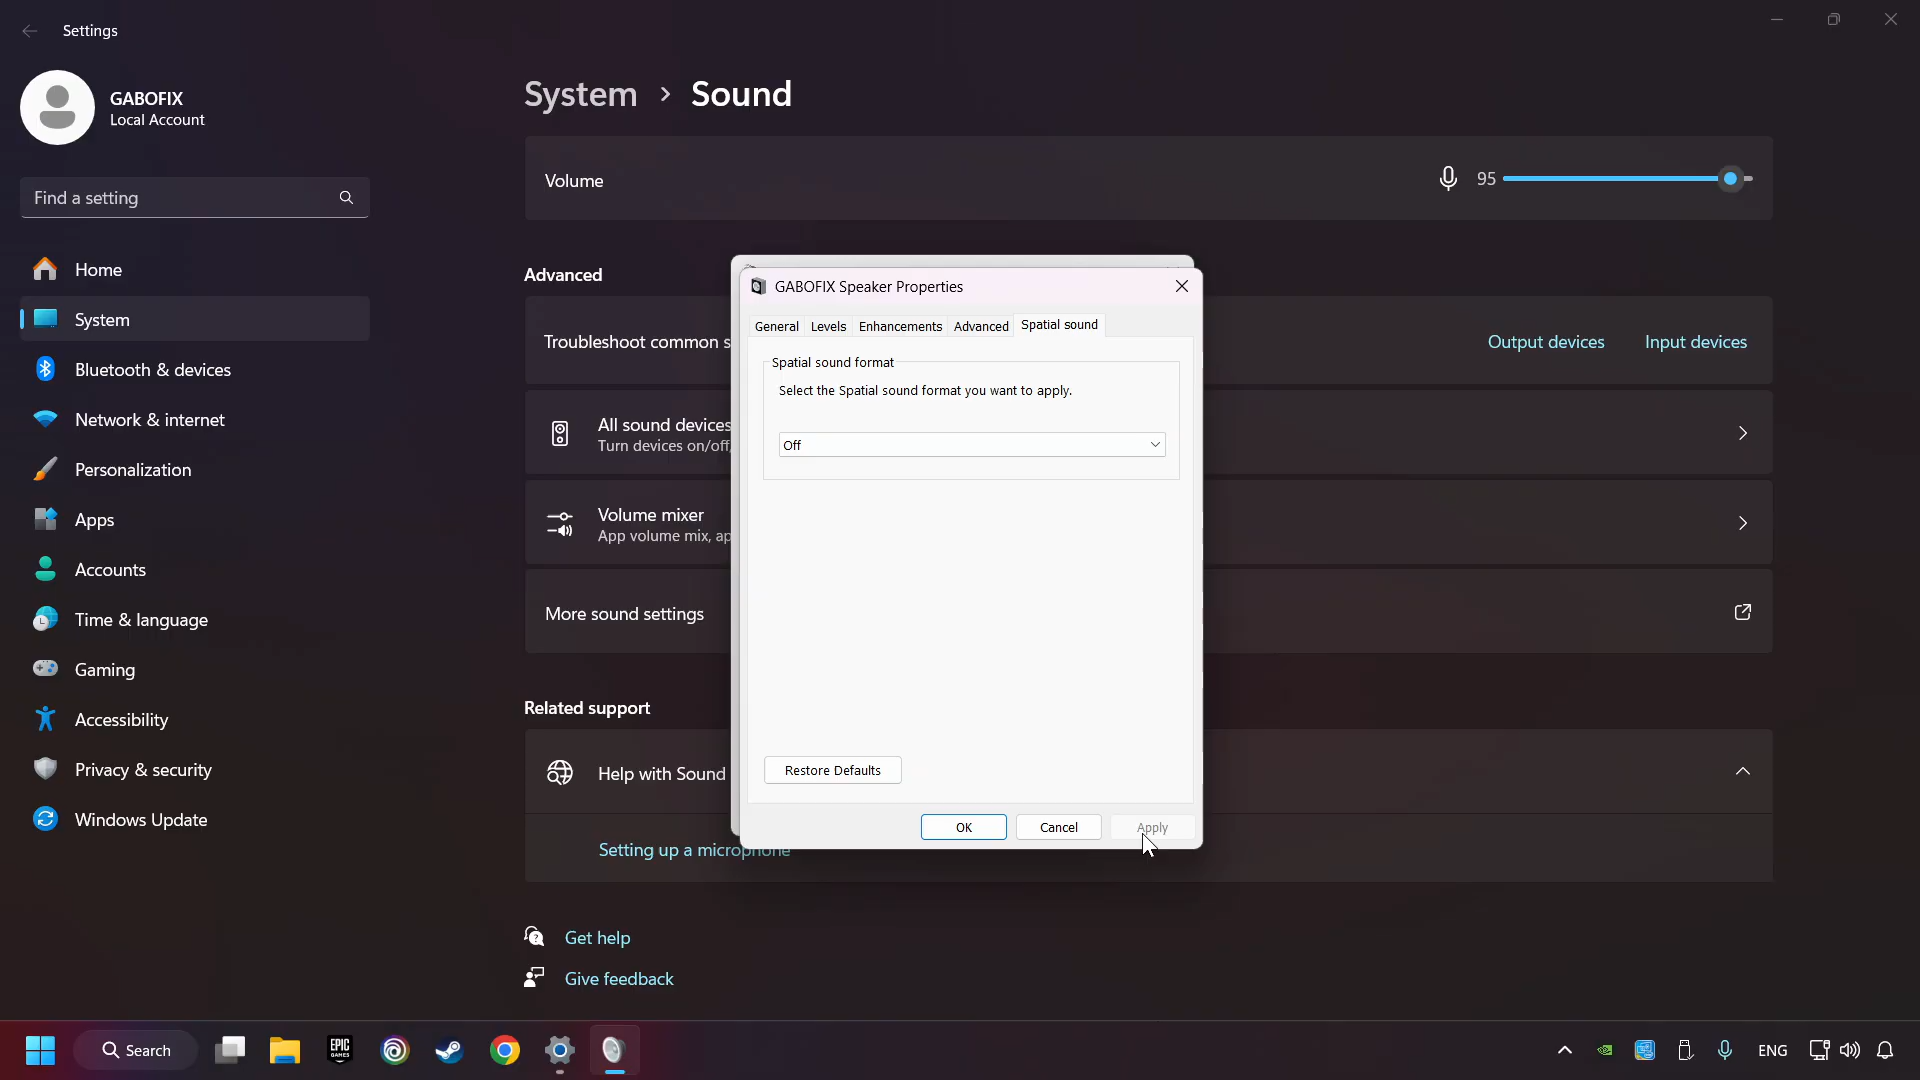 Settings
GABOFIX
Local Account
Find a setting
Home
System
Bluetooth & devices
Network & internet
Personalization
Apps
Accounts
Time & language
Gaming
Accessibility
Privacy & security
Windows Update
System > Sound
Volume
95
Advanced
Troubleshoot common s
Output devices
Input devices
All sound devices
Turn devices on/off,
Volume mixer
App volume mix, ap
More sound settings
Related support
Help with Sound
Setting up a microphone
Get help
Give feedback
GABOFIX Speaker Properties
General Levels Enhancements Advanced Spatial sound
Spatial sound format
Select the Spatial sound format you want to apply.
Off
Restore Defaults
OK Cancel Apply
Search
EPIC
GAMES
ENG